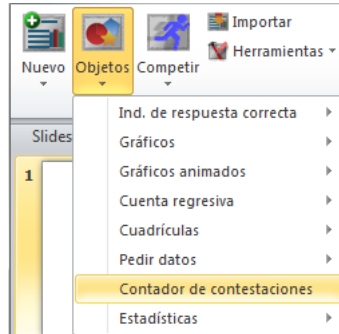 Importar
Herramientas
Nuevo Objetos Competir
Slides
1
Ind. de respuesta correcta
Gráficos
Gráficos animados
Cuenta regresiva
Cuadrículas
Pedir datos
Contador de contestaciones
Estadísticas